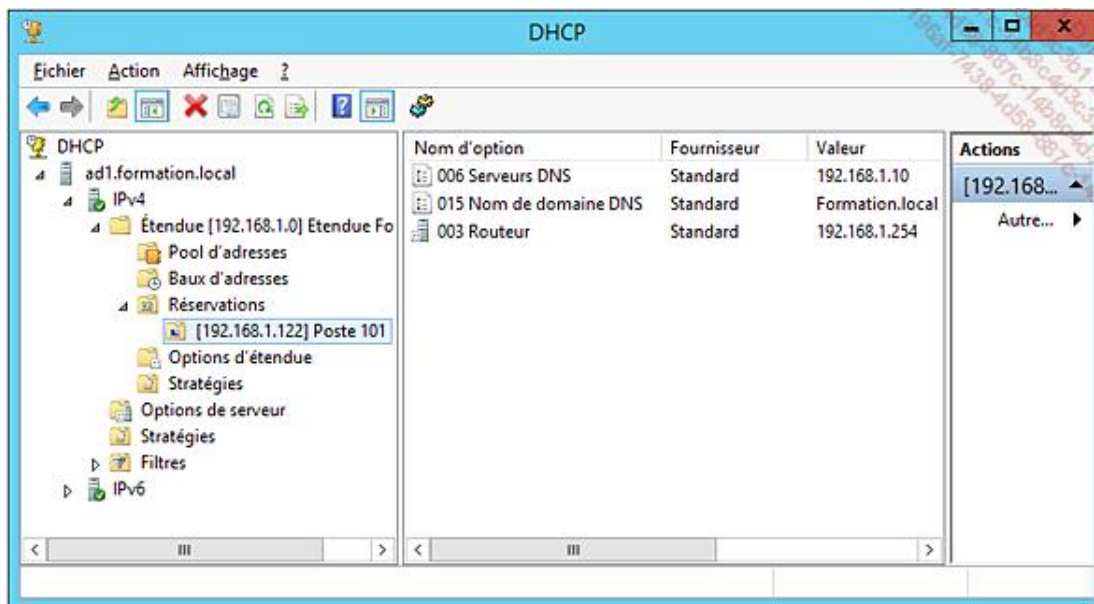 DHCP
Fichier Action Affichage ?
DHCP
ad1.formation.local
IPv4
Étendue [192.168.1.0] Etendue Fo
Pool d'adresses
Baux d'adresses
Réservations
[192.168.1.122] Poste 101
Options d'étendue
Stratégies
Options de serveur
Stratégies
Filtres
IPv6
Nom d'option Fournisseur Valeur
006 Serveurs DNS Standard 192.168.1.10
015 Nom de domaine DNS Standard Formation.local
003 Routeur Standard 192.168.1.254
Actions
[192.168...
Autre...